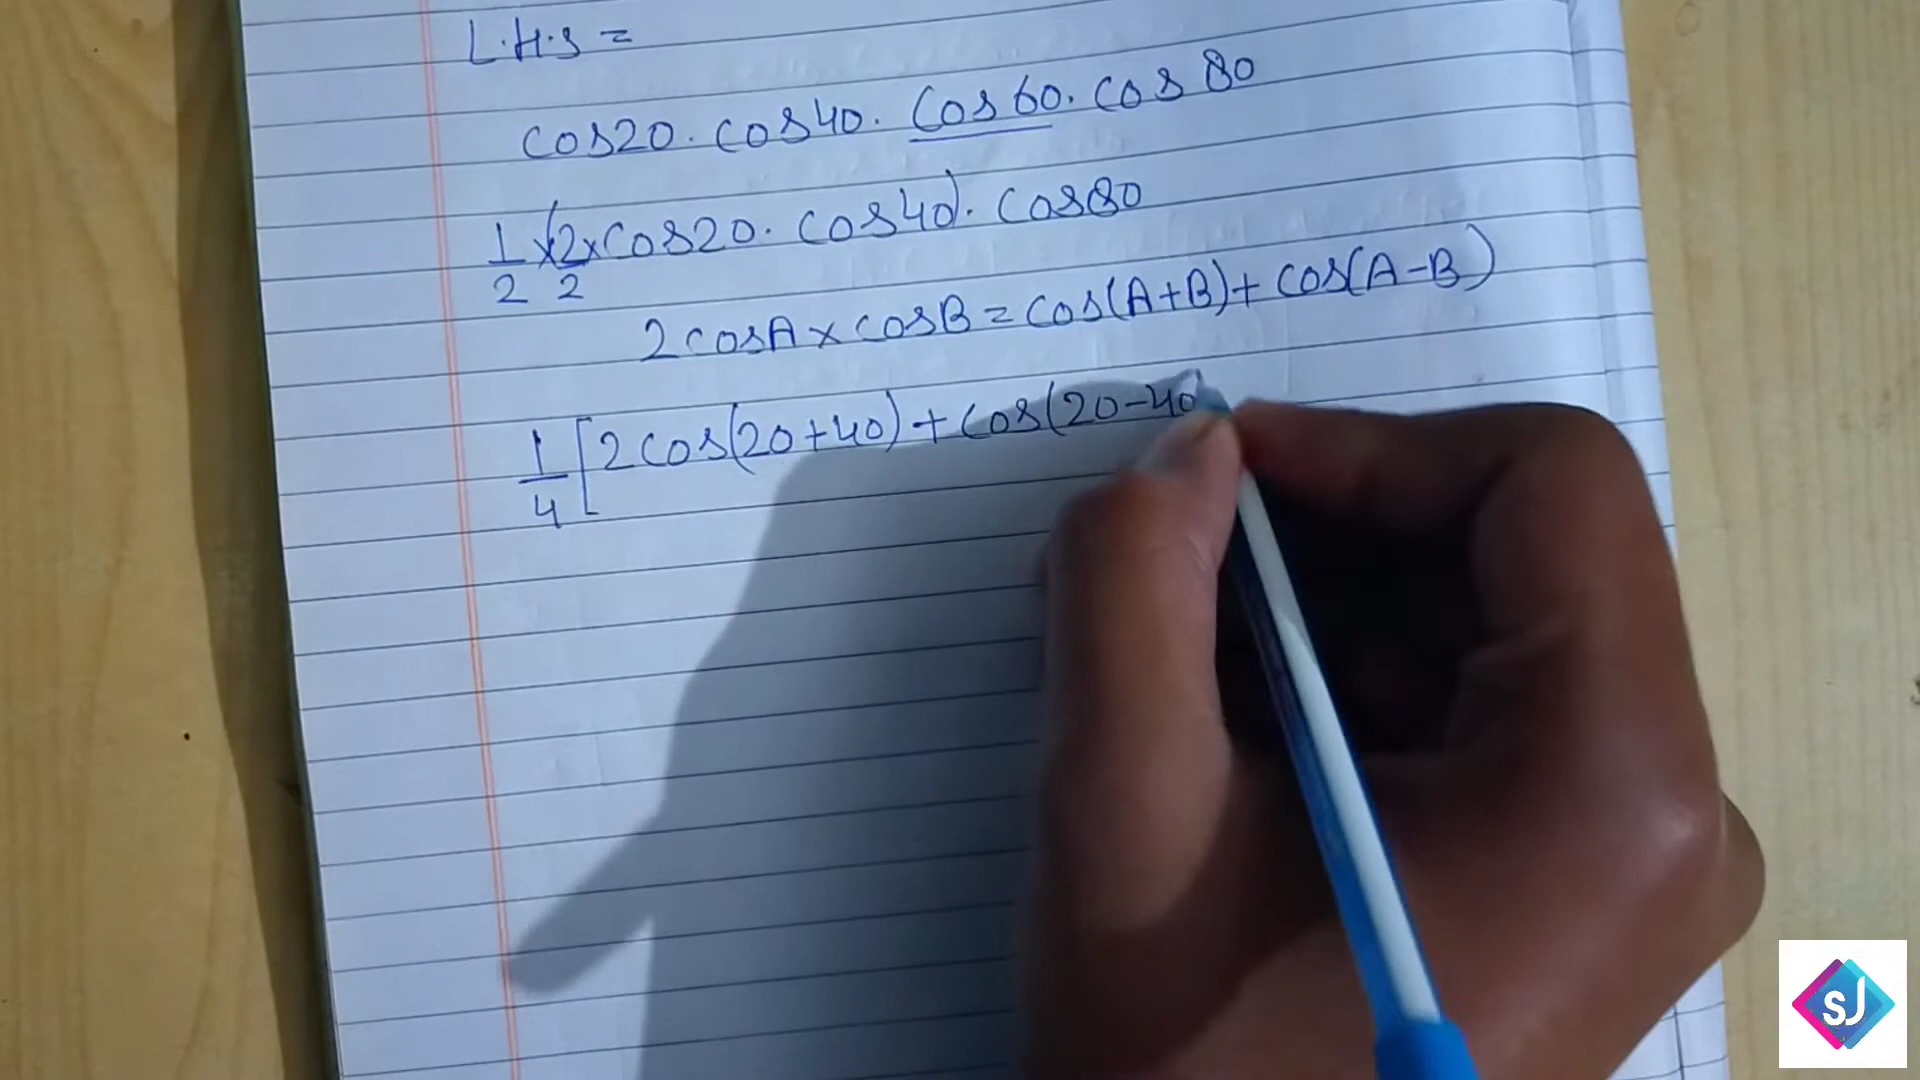 L.H.S =
cos20. cos40. cos60. cos80
1/2 x(2/2 x cos20. cos40). cos80
2cosA x cosB = cos(A+B)+ cos(A-B)
1/4 [2cos(20+40) + cos(20-40
SJ